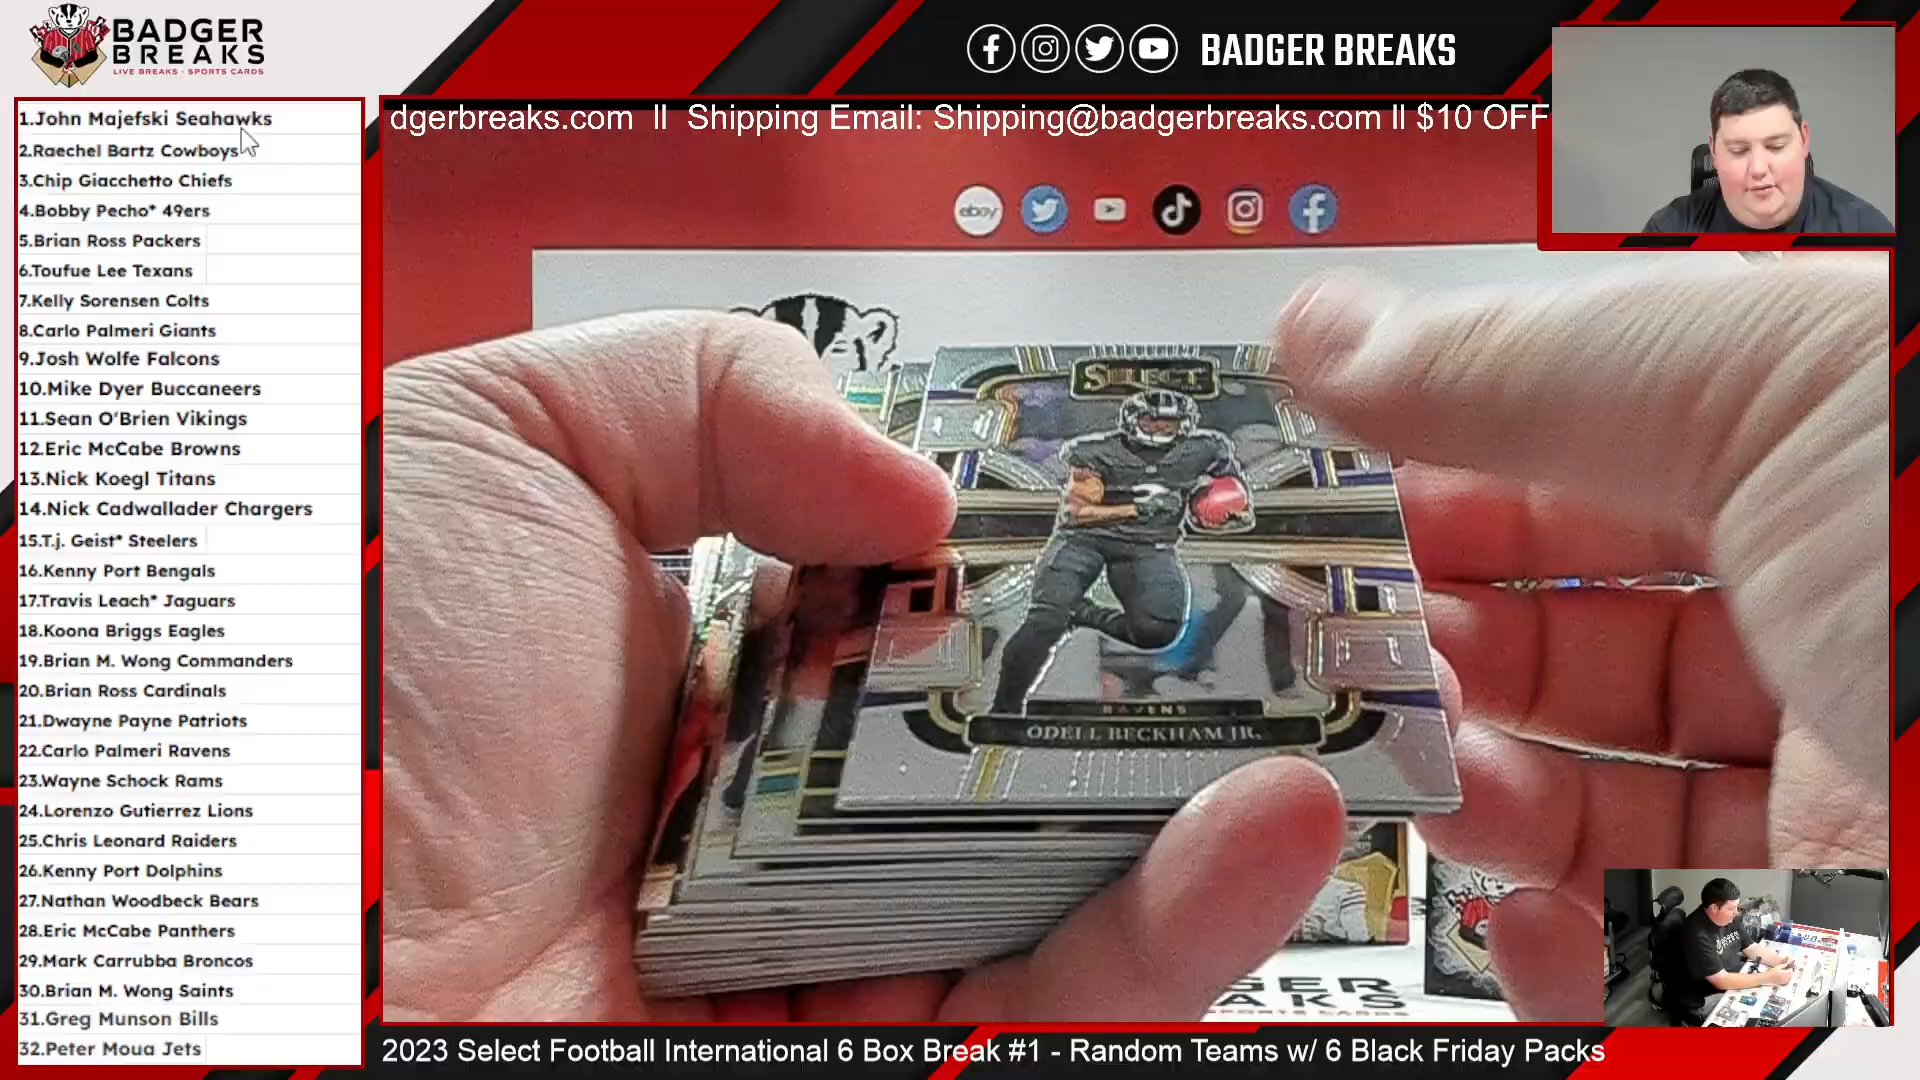 BADGER
BREAKS
LIVE BREAKS - SPORTS CARDS
BADGER BREAKS
dgerbreaks.com ll Shipping Email: Shipping@badgerbreaks.com ll $10 OFF
1.John Majefski Seahawks
2.Raechel Bartz Cowboys
3.Chip Giacchetto Chiefs
4.Bobby Pecho* 49ers
5.Brian Ross Packers
6.Toufue Lee Texans
7.Kelly Sorensen Colts
8.Carlo Palmeri Giants
9.Josh Wolfe Falcons
10.Mike Dyer Buccaneers
11.Sean O'Brien Vikings
12.Eric McCabe Browns
13.Nick Koegl Titans
14.Nick Cadwallader Chargers
15.T.j. Geist* Steelers
16.Kenny Port Bengals
17.Travis Leach* Jaguars
18.Koona Briggs Eagles
19.Brian M. Wong Commanders
20.Brian Ross Cardinals
21.Dwayne Payne Patriots
22.Carlo Palmeri Ravens
23.Wayne Schock Rams
24.Lorenzo Gutierrez Lions
25.Chris Leonard Raiders
26.Kenny Port Dolphins
27.Nathan Woodbeck Bears
28.Eric McCabe Panthers
29.Mark Carrubba Broncos
30.Brian M. Wong Saints
31.Greg Munson Bills
32.Peter Moua Jets
ebay
SELECT
RAVENS
ODELL BECKHAM JR.
GER
AKS
SPORTS CARDS
2023 Select Football International 6 Box Break #1 - Random Teams w/ 6 Black Friday Packs